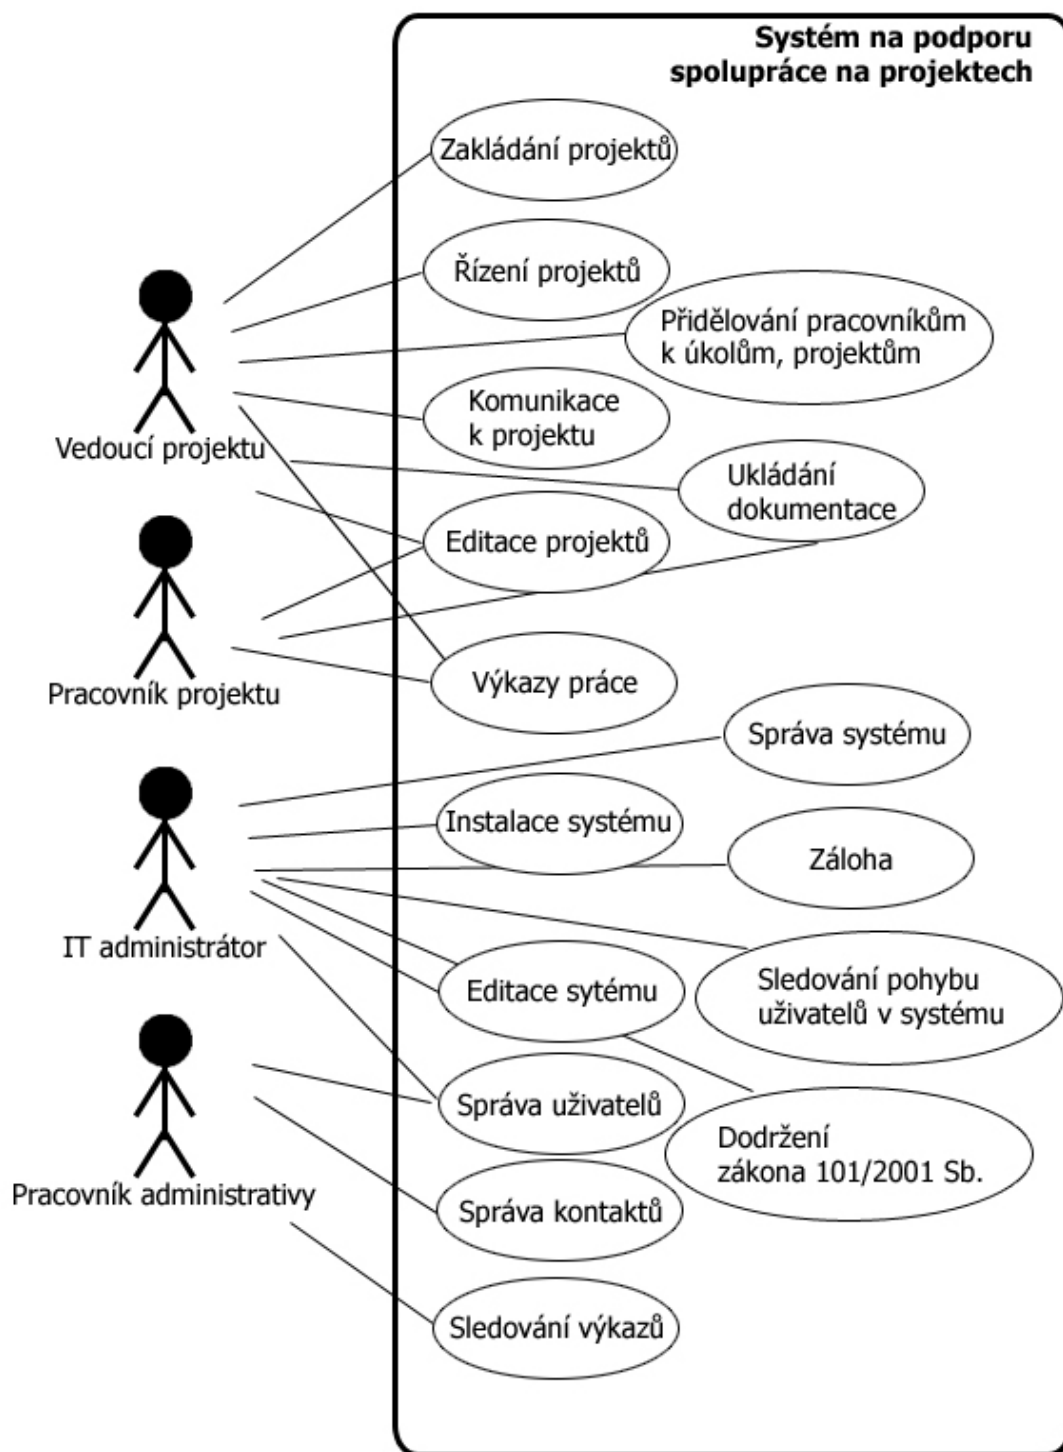 Systém na podporu
spolupráce na projektech
Zakládání projektů
Řízení projektů
Přidělování pracovníkům
k úkolům, projektům
Komunikace
k projektu
Vedoucí projektu
Ukládání
dokumentace
Editace projektů
Výkazy práce
Pracovník projektu
Správa systému
Instalace systému
Záloha
IT administrátor
Editace sytému
Sledování pohybu
uživatelů v systému
Správa uživatelů
Dodržení
zákona 101/2001 Sb.
Pracovník administrativy
Správa kontaktů
Sledování výkazů